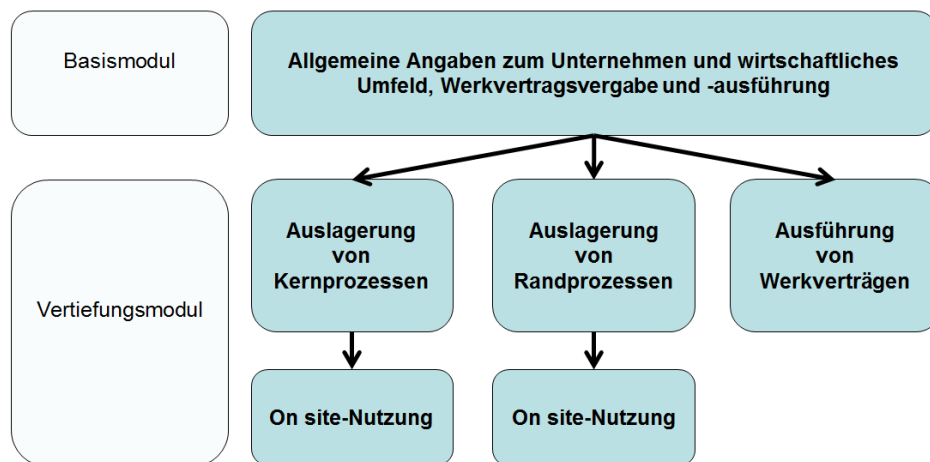 Basismodul
Allgemeine Angaben zum Unternehmen und wirtschaftliches
Umfeld, Werkvertragsvergabe und -ausführung
Vertiefungsmodul
Auslagerung
von
Kernprozessen
Auslagerung
von
Randprozessen
Ausführung
von
Werkverträgen
On site-Nutzung
On site-Nutzung